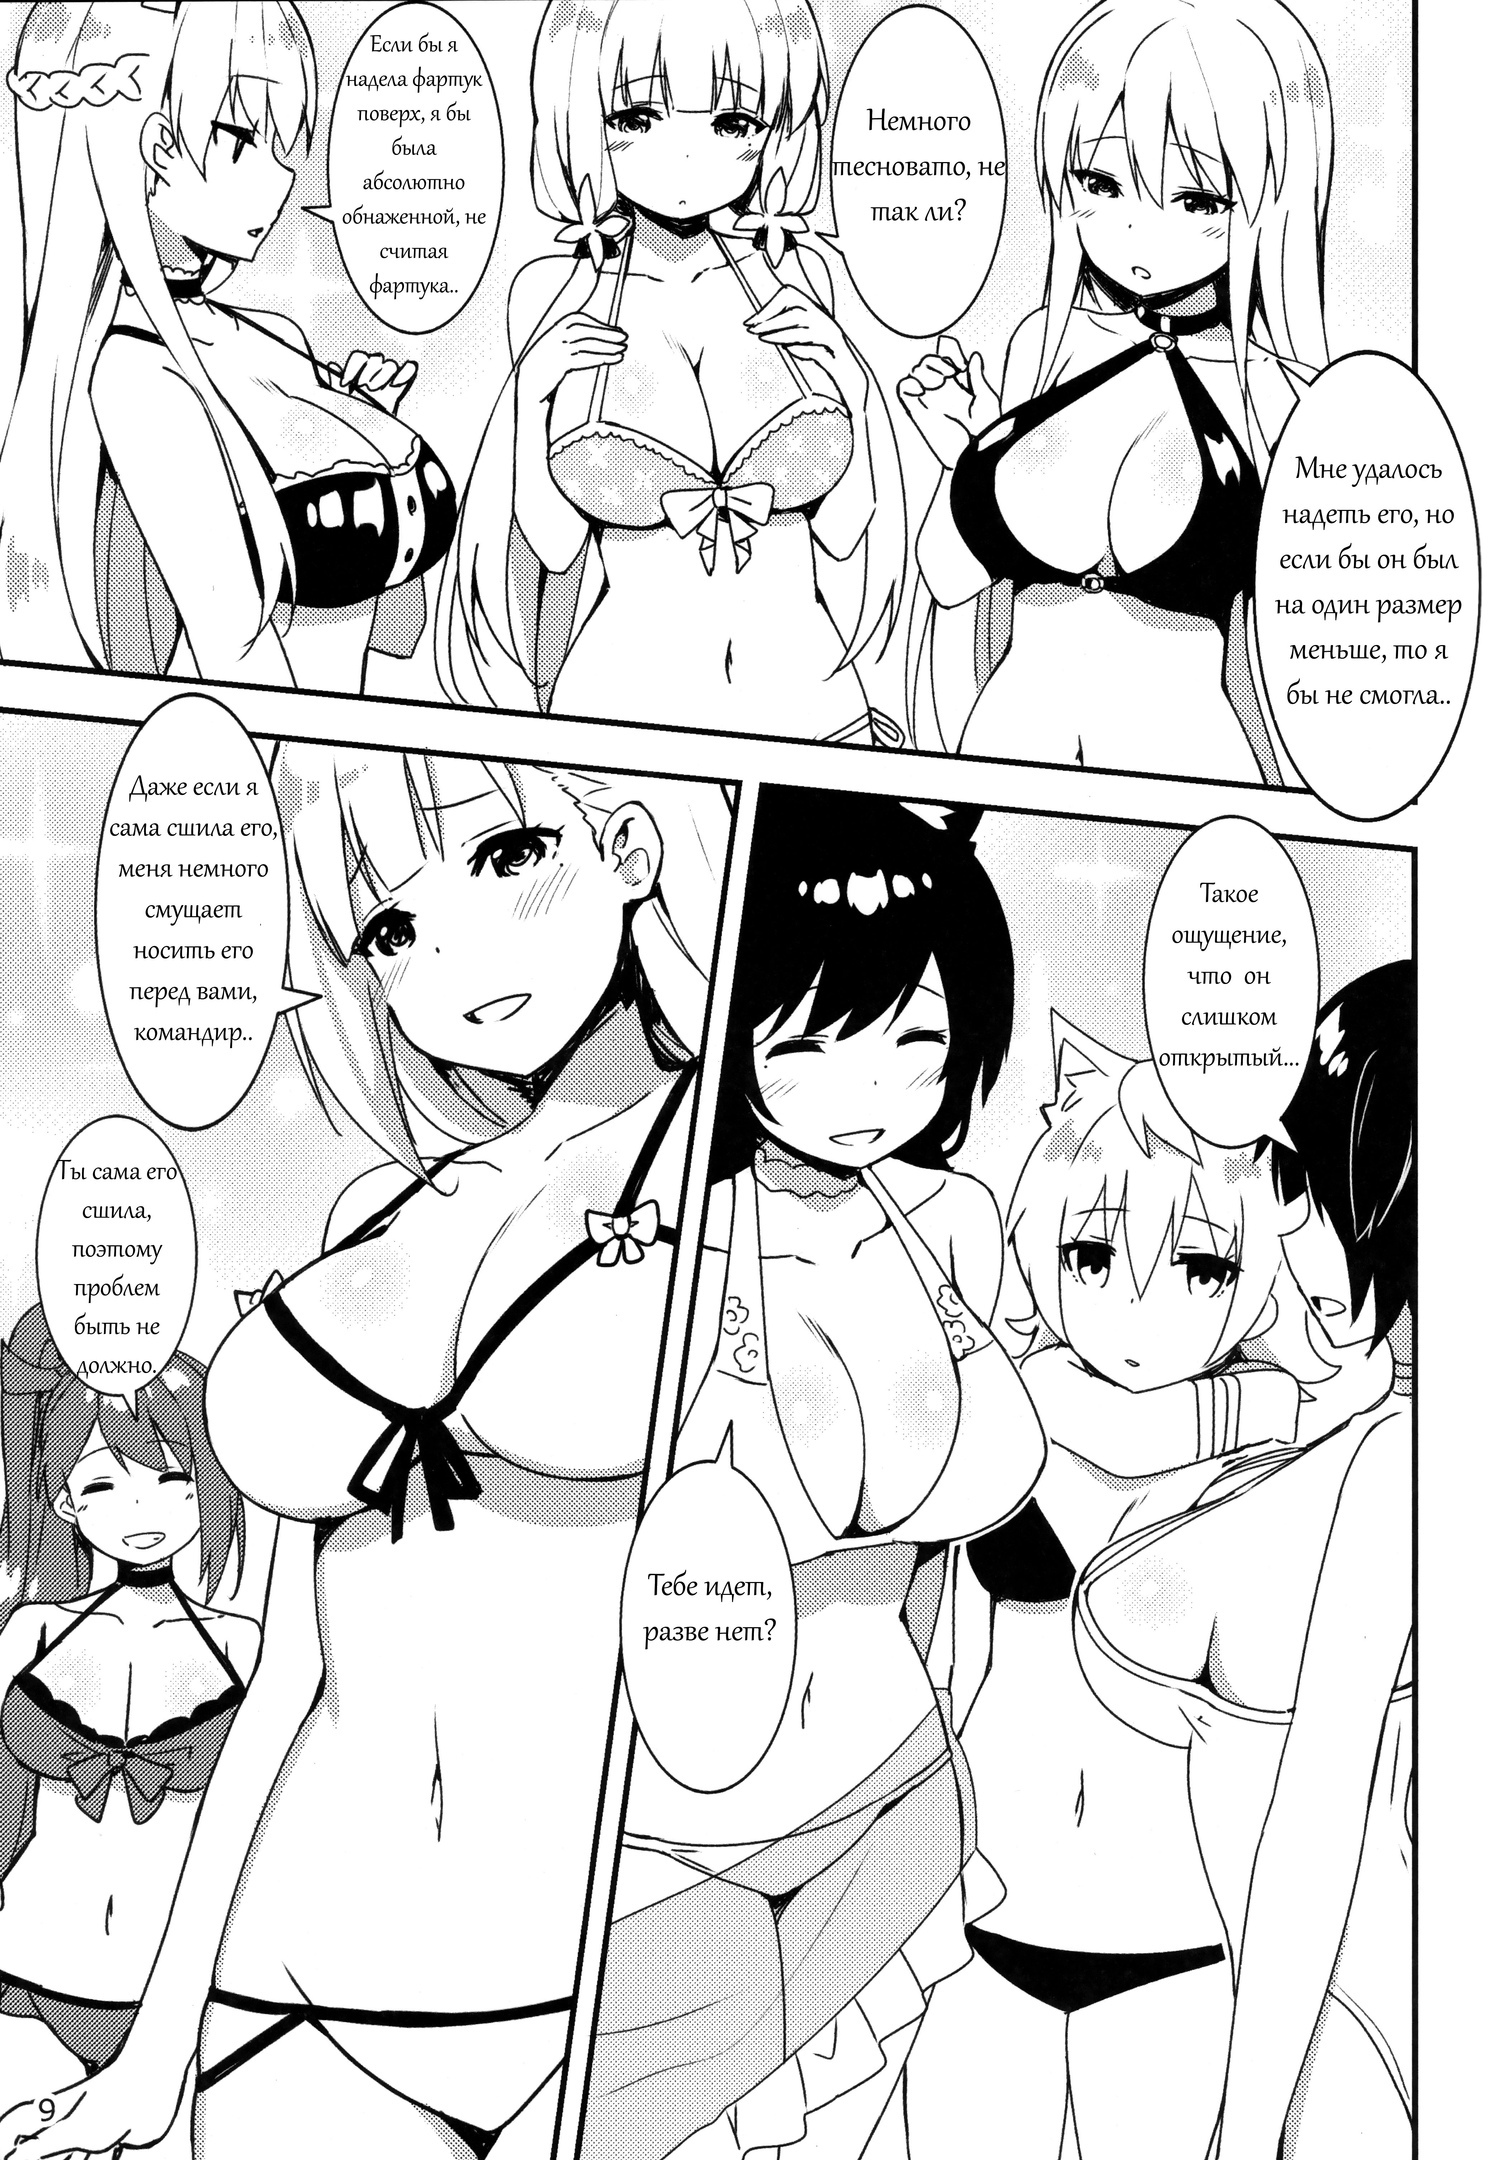 Мне удалось
надеть его, но
если бы он был
на один размер
меньше, то я
бы не смогла..
Немного
тесновато, не
так ли?
Если бы я
надела фартук
поверх, я бы
была
абсолютно
обнаженной, не
считая
фартука..
Такое
ощущение,
что он
слишком
открытый...
Тебе идет,
разве нет?
Даже если я
сама сшила его,
меня немного
смущает
носить его
перед вами,
командир..
Ты сама его
сшила,
поэтому
проблем
быть не
должно.
9